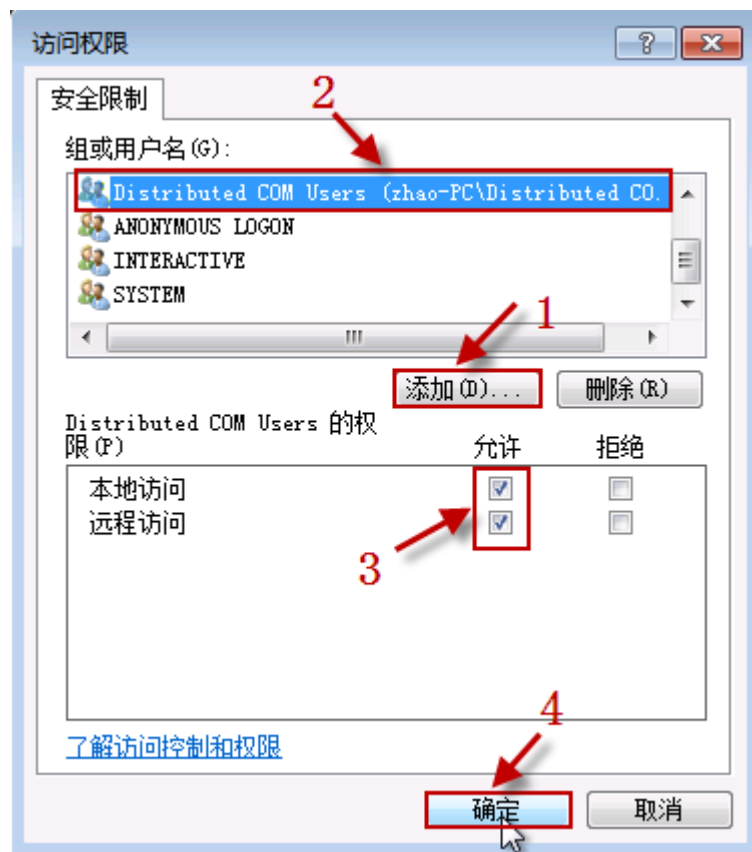 访问权限
安全限制
2
组或用户名(G):
Distributed COM Users (zhao-PC\Distributed CO.
ANONYMOUS LOGON
INTERACTIVE
SYSTEM
1
添加(D)...
删除(R)
Distributed COM Users 的权
限(P)
允许
拒绝
本地访问
远程访问
3
4
了解访问控制和权限
确定
取消